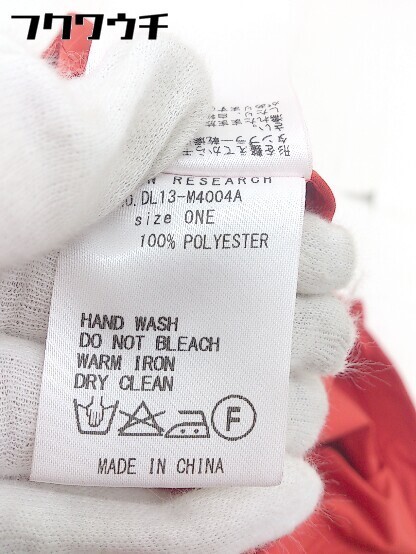 フクワウチ
RESEARCH
DL13-M4004A
size ONE
100% POLYESTER
HAND WASH
DO NOT BLEACH
WARM IRON
DRY CLEAN
F
MADE IN CHINA